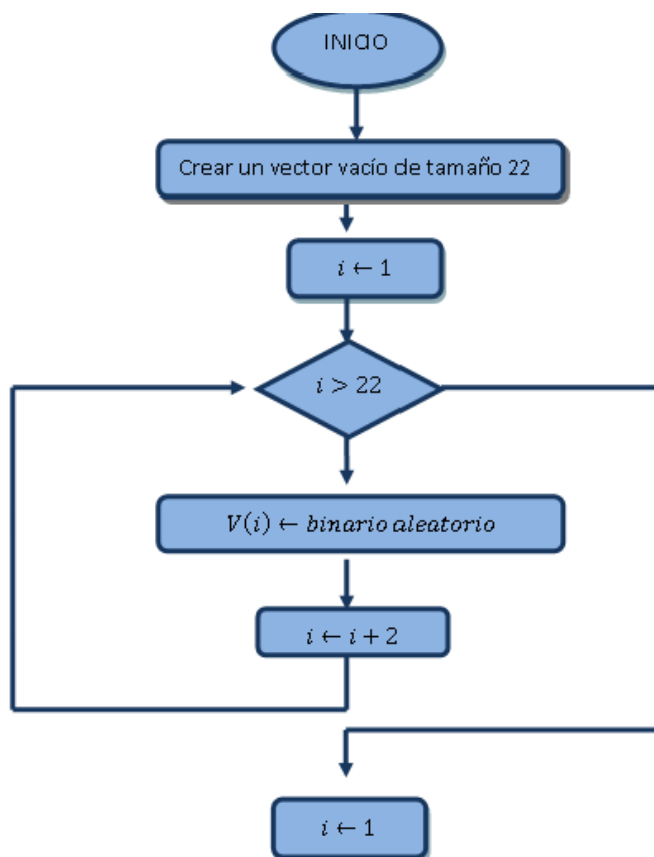 INICIO
Crear un vector vacío de tamaño 22
i ← 1
i > 22
V(i) ← binario aleatorio
i ← i + 2
i ← 1